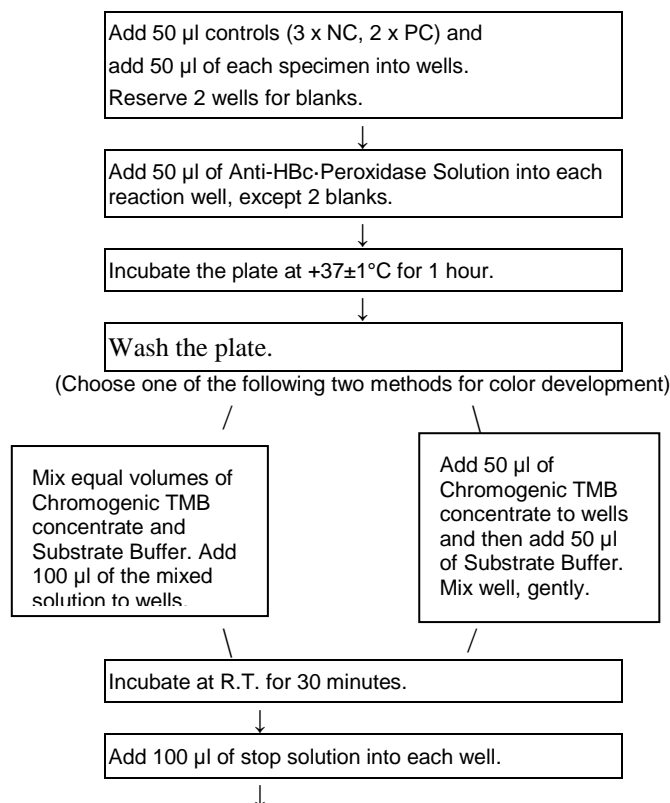 Add 50 µl controls (3 x NC, 2 x PC) and
add 50 µl of each specimen into wells.
Reserve 2 wells for blanks.
↓
Add 50 µl of Anti-HBc·Peroxidase Solution into each
reaction well, except 2 blanks.
↓
Incubate the plate at +37±1°C for 1 hour.
↓
Wash the plate.
(Choose one of the following two methods for color development)
Mix equal volumes of
Chromogenic TMB
concentrate and
Substrate Buffer. Add
100 µl of the mixed
solution to wells.
Add 50 µl of
Chromogenic TMB
concentrate to wells
and then add 50 µl
of Substrate Buffer.
Mix well, gently.
Incubate at R.T. for 30 minutes.
↓
Add 100 µl of stop solution into each well.
↓